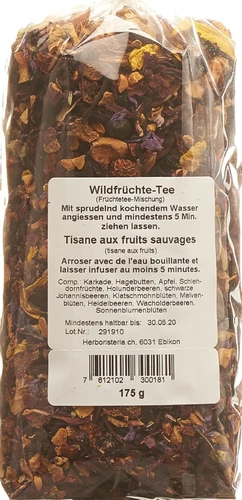 Wildfrüchte-Tee
(Früchtetee-Mischung)
Mit sprudelnd kochendem Wasser
angiessen und mindestens 5 Min.
ziehen lassen.
Tisane aux fruits sauvages
(tisane aux fruits)
Arroser avec de l'eau bouillante et
laisser infuser au moins 5 minutes.
Comp.: Karkade, Hagebutten, Apfel, Schleh-
dornfrüchte, Holunderbeeren, schwarze
Johannisbeeren, Klatschmohnblüten, Malven-
blüten, Heidelbeeren, Wacholderbeeren,
Sonnenblumenblüten
Mindestens haltbar bis: 30.05.20
Lot.Nr.: 291910
Herboristeria.ch, 6031 Ebikon
7 612102 300181
175 g